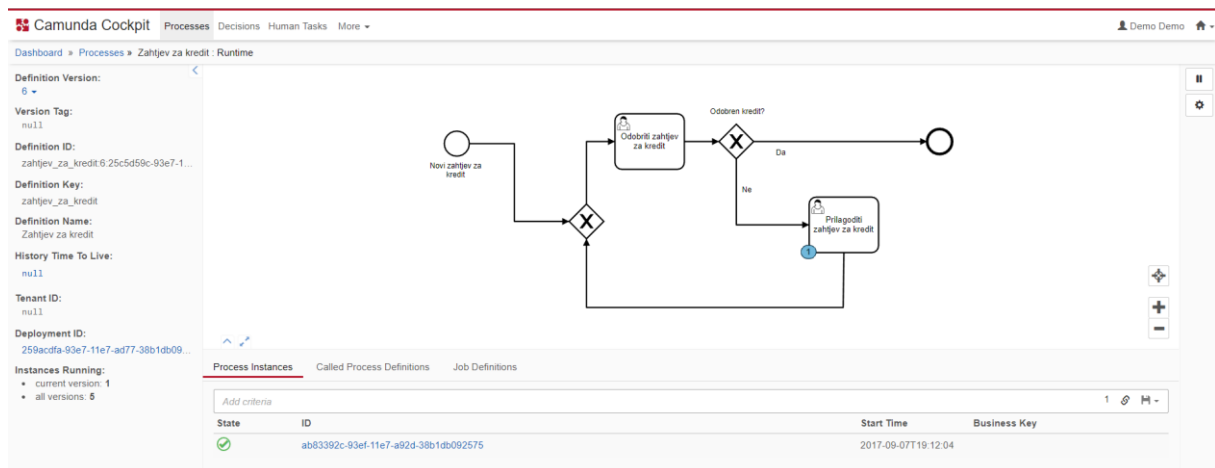 Camunda Cockpit Processes Decisions Human Tasks More Demo Demo
Dashboard » Processes » Zahtjev za kredit : Runtime
Definition Version:
6
Version Tag:
null
Definition ID:
zahtjev_za_kredit:6:25c5d59c-93e7-1...
Definition Key:
zahtjev_za_kredit
Definition Name:
Zahtjev za kredit
History Time To Live:
null
Tenant ID:
null
Deployment ID:
259acdfa-93e7-11e7-ad77-38b1db09...
Instances Running:
• current version: 1
• all versions: 5
Novi zahtjev za
kredit
Odobriti zahtjev
za kredit
Odobren kredit?
Da
Ne
Prilagoditi
zahtjev za kredit
1
Process Instances Called Process Definitions Job Definitions
Add criteria 1
State ID Start Time Business Key
ab83392c-93ef-11e7-a92d-38b1db092575 2017-09-07T19:12:04